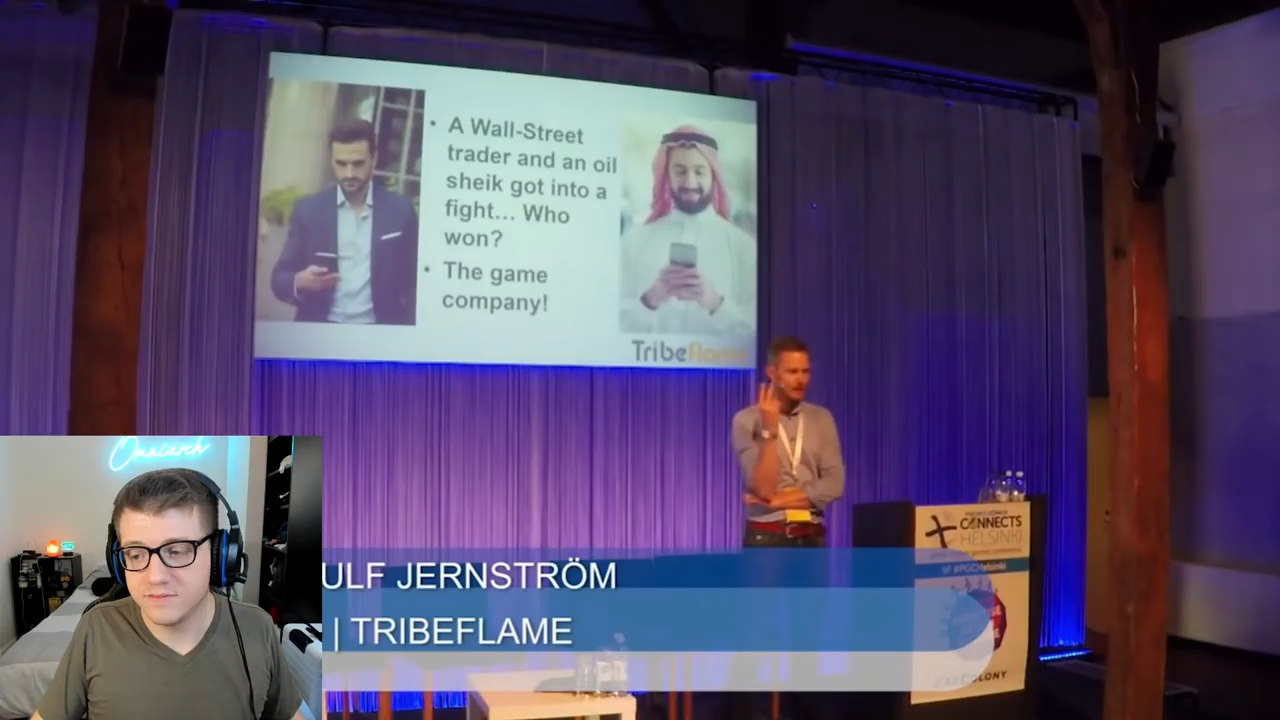 • A Wall-Street
trader and an oil
sheik got into a
fight... Who
won?
• The game
company!
Tribeflame
CONNECTS
HELSINKI
#PGCHelsinki
ULF JERNSTRÖM
| TRIBEFLAME